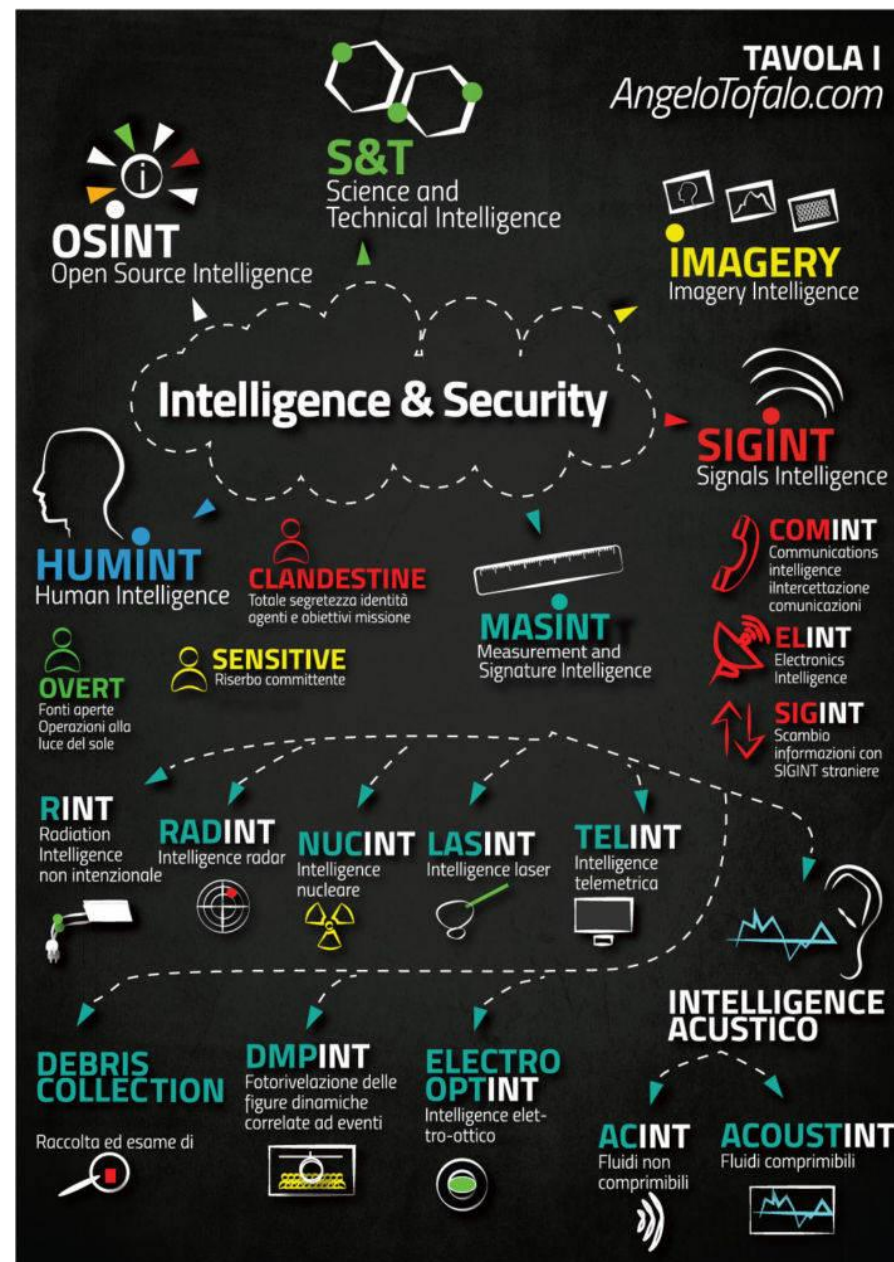 TAVOLA I
AngeloTofalo.com
S&T
Science and
Technical Intelligence
OSINT
Open Source Intelligence
IMAGERY
Imagery Intelligence
Intelligence & Security
SIGINT
Signals Intelligence
HUMINT
Human Intelligence
CLANDESTINE
Totale segretezza identità
agenti e obiettivi missione
OVERT
Fonti aperte
Operazioni alla
luce del sole
SENSITIVE
Riserbo committente
MASINT
Measurement and
Signature Intelligence
COMINT
Communications
intelligence
iIntercettazione
comunicazioni
ELINT
Electronics
Intelligence
SIGINT
Scambio
informazioni con
SIGINT straniere
RINT
Radiation
Intelligence
non intenzionale
RADINT
Intelligence radar
NUCINT
Intelligence
nucleare
LASINT
Intelligence laser
TELINT
Intelligence
telemetrica
INTELLIGENCE
ACUSTICO
DEBRIS
COLLECTION
Raccolta ed esame di
DMPINT
Fotorivelazione delle
figure dinamiche
correlate ad eventi
ELECTRO
OPTINT
Intelligence elet-
tro-ottico
ACINT
Fluidi non
comprimibili
ACOUSTINT
Fluidi comprimibili